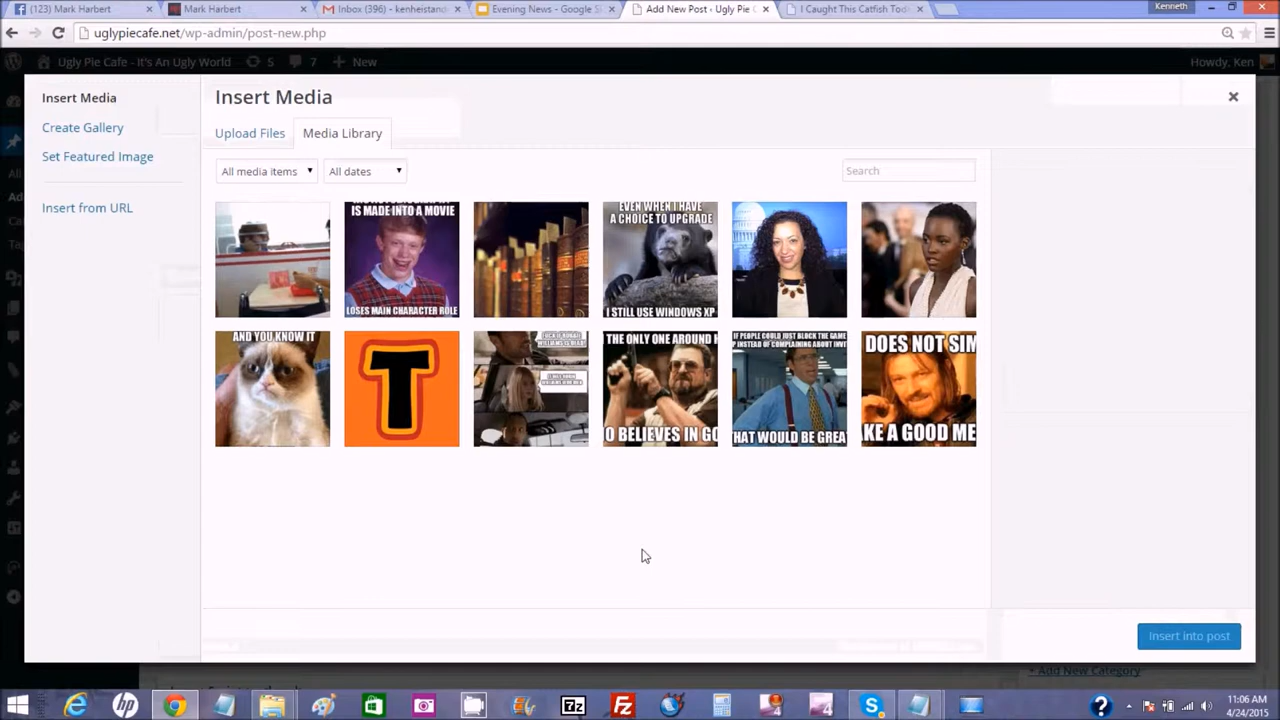 (123) Mark Harbert
Mark Harbert
Inbox (396) - kenheistand
Evening News - Google S
Add New Post ‹ Ugly Pie C
I Caught This Catfish Tod
Kenneth
uglypiecafe.net/wp-admin/post-new.php
Ugly Pie Cafe - It's An Ugly World
5
7
New
Howdy, Ken
Insert Media
Create Gallery
Set Featured Image
Insert from URL
Insert Media
Upload Files
Media Library
All media items
All dates
Search
IS MADE INTO A MOVIE
LOSES MAIN CHARACTER ROLE
EVEN WHEN I HAVE
A CHOICE TO UPGRADE
I STILL USE WINDOWS XP
AND YOU KNOW IT
T
THE ONLY ONE AROUND
O BELIEVES IN GO
IF PEOPLE COULD JUST BLOCK THE GAME
INSTEAD OF COMPLAINING ABOUT
HAT WOULD BE GREA
DOES NOT SIM
KE A GOOD ME
Insert into post
+ Add New Category
7z
11:06 AM
4/24/2015